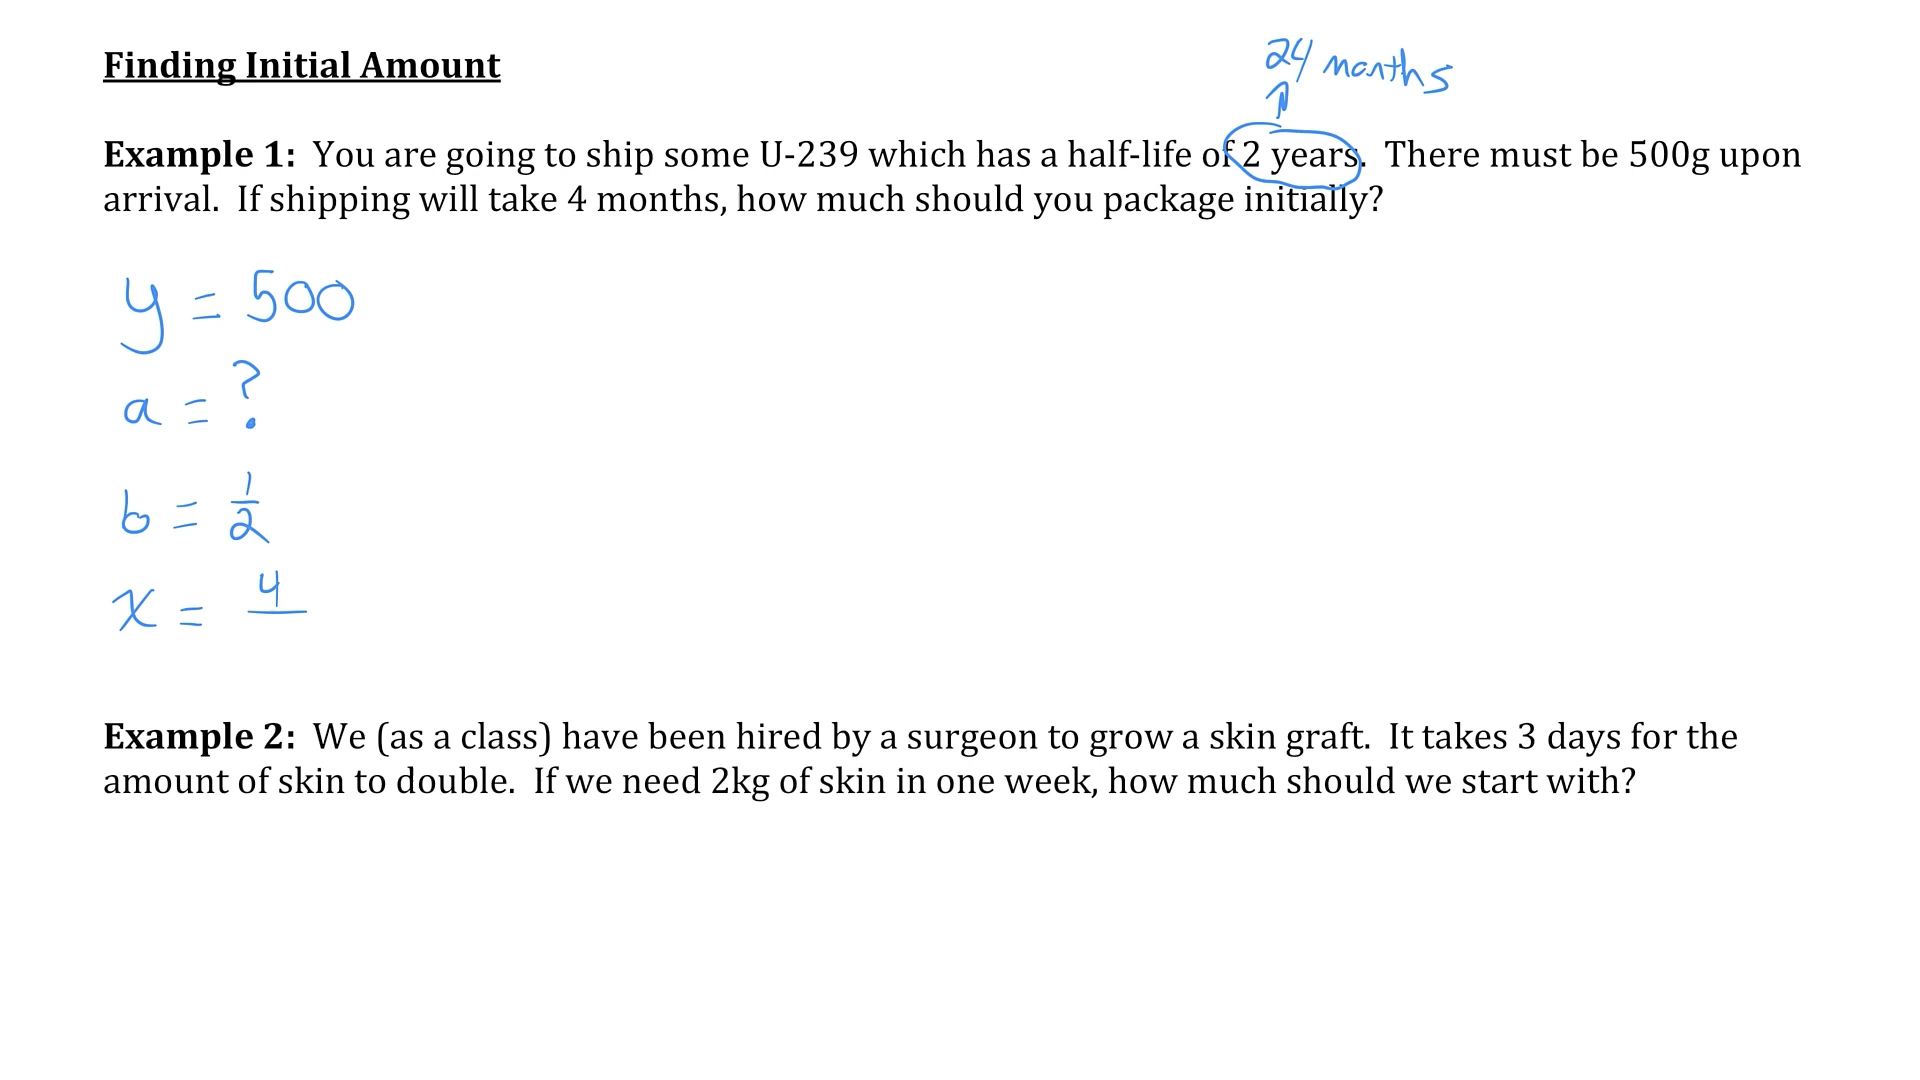 Finding Initial Amount
24 months
↑
Example 1: You are going to ship some U-239 which has a half-life of 2 years. There must be 500g upon
arrival. If shipping will take 4 months, how much should you package initially?
y = 500
a = ?
b = 1/2
x = 4/
Example 2: We (as a class) have been hired by a surgeon to grow a skin graft. It takes 3 days for the
amount of skin to double. If we need 2kg of skin in one week, how much should we start with?